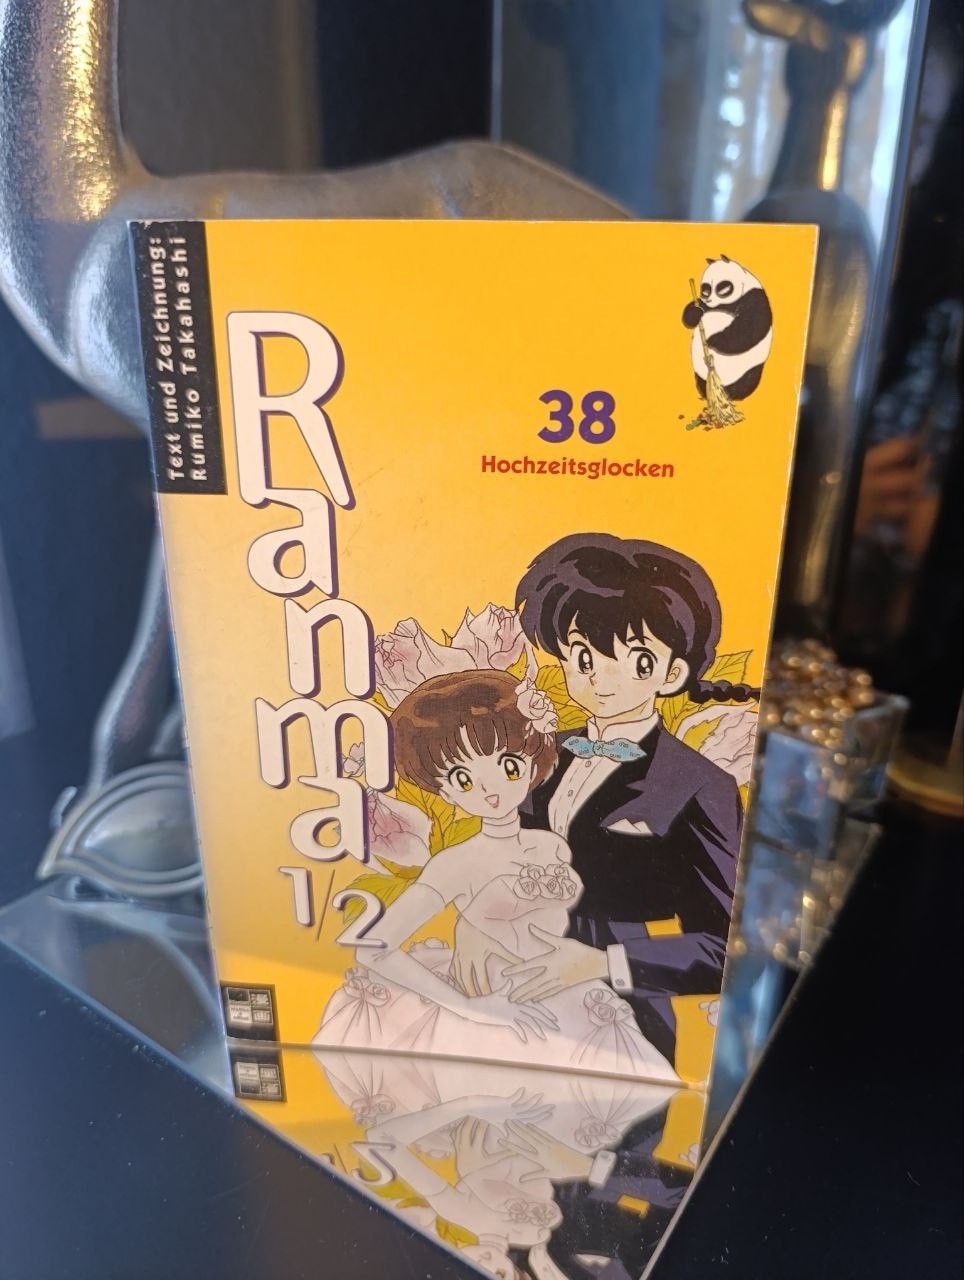 Text und Zeichnung:
Rumiko Takahashi
Ranma
1/2
38
Hochzeitsglocken